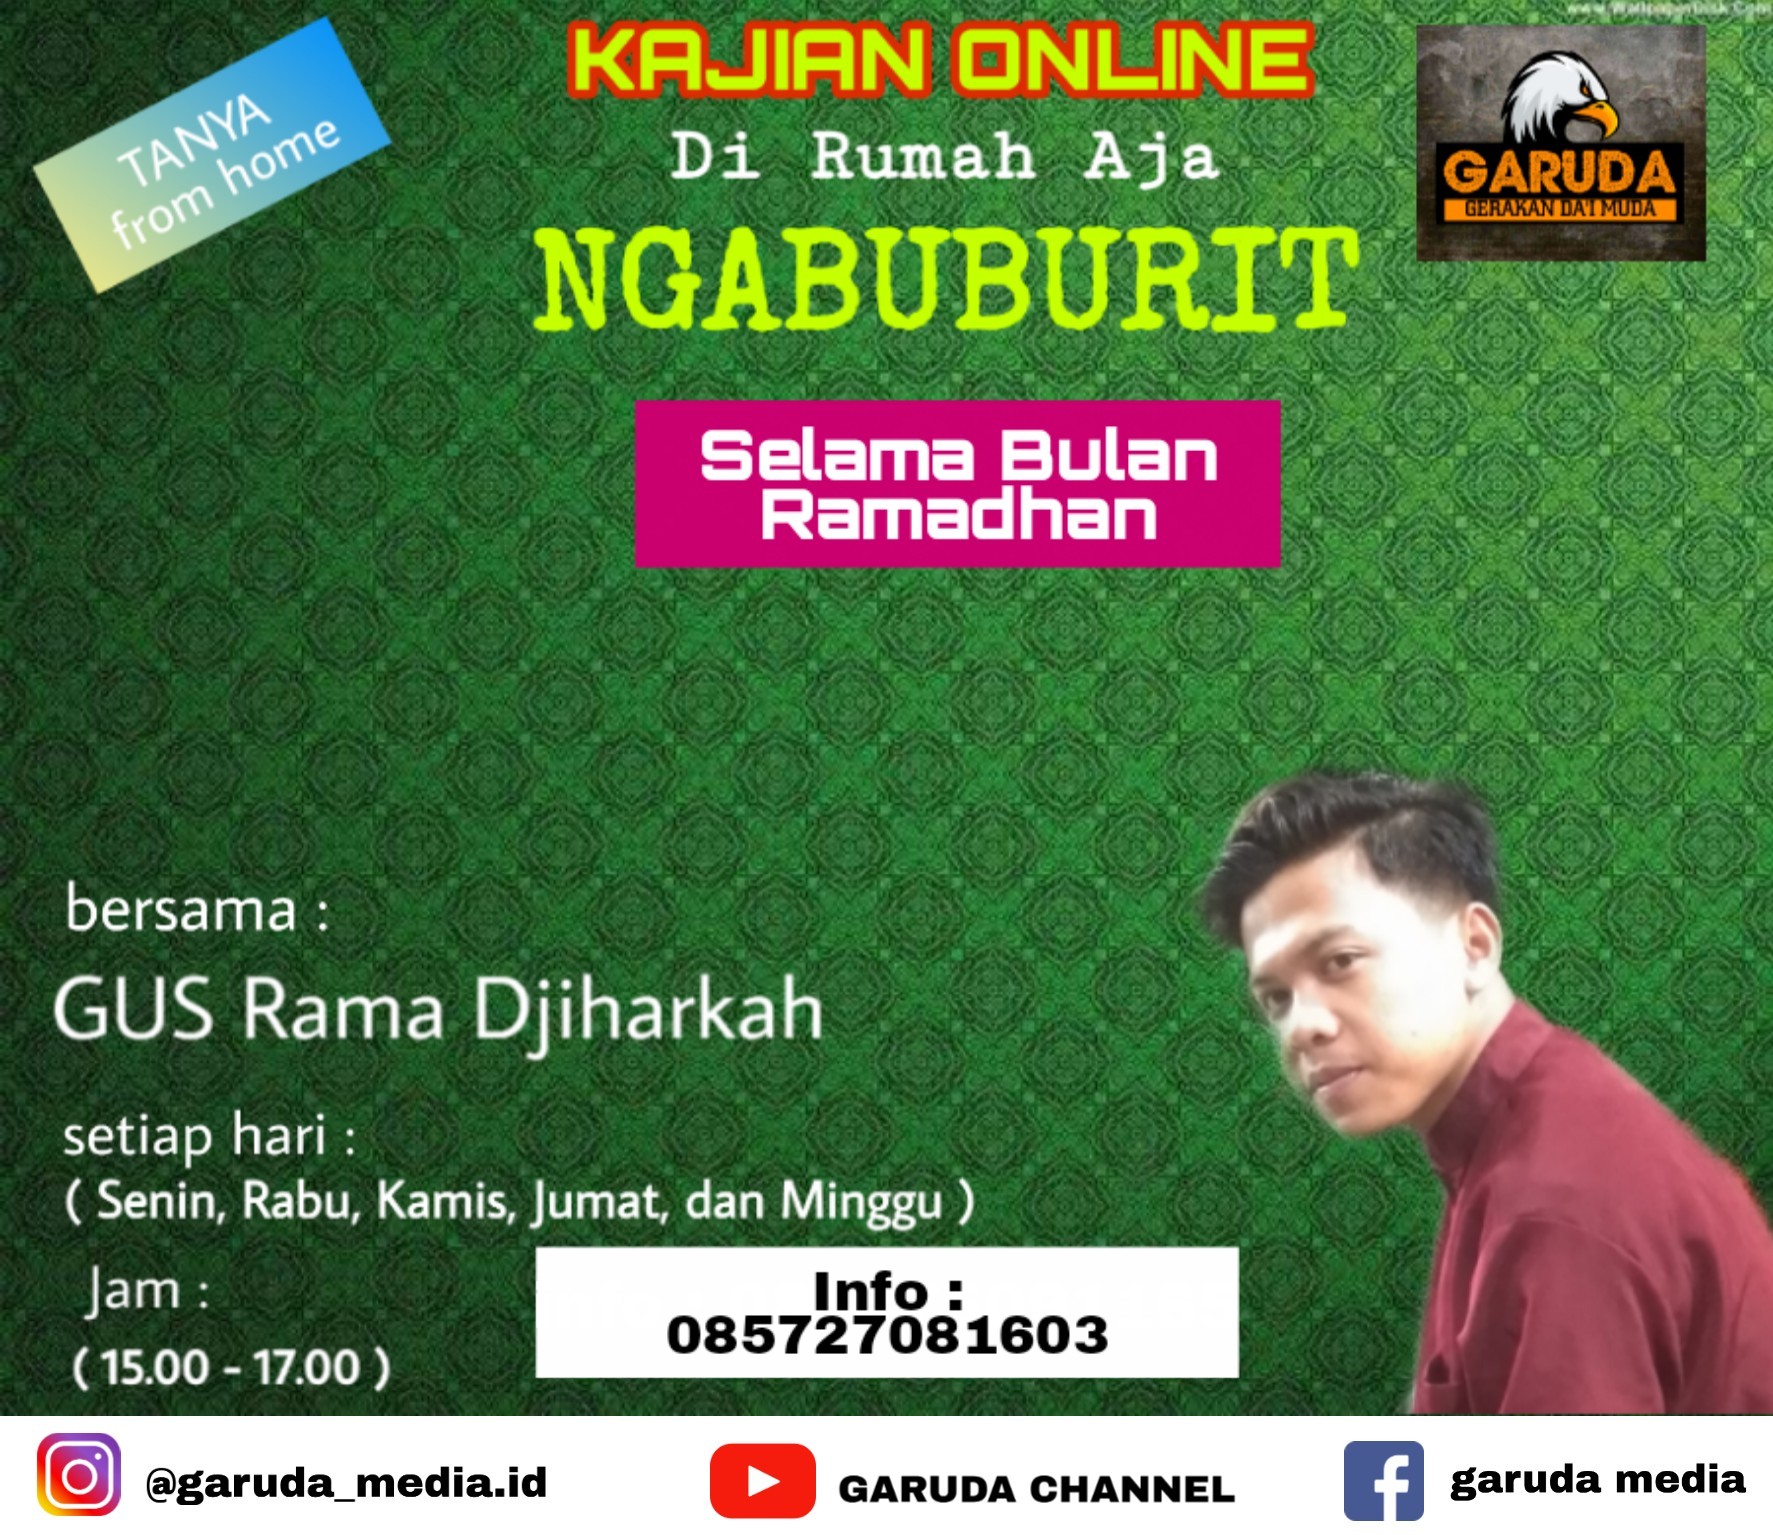 TANYA
from home
KAJIAN ONLINE
Di Rumah Aja
NGABUBURIT
GARUDA
GERAKAN DA'I MUDA
Selama Bulan
Ramadhan
bersama :
GUS Rama Djiharkah
setiap hari :
( Senin, Rabu, Kamis, Jumat, dan Minggu )
Jam :
( 15.00 - 17.00 )
Info :
085727081603
@garuda_media.id
GARUDA CHANNEL
garuda media